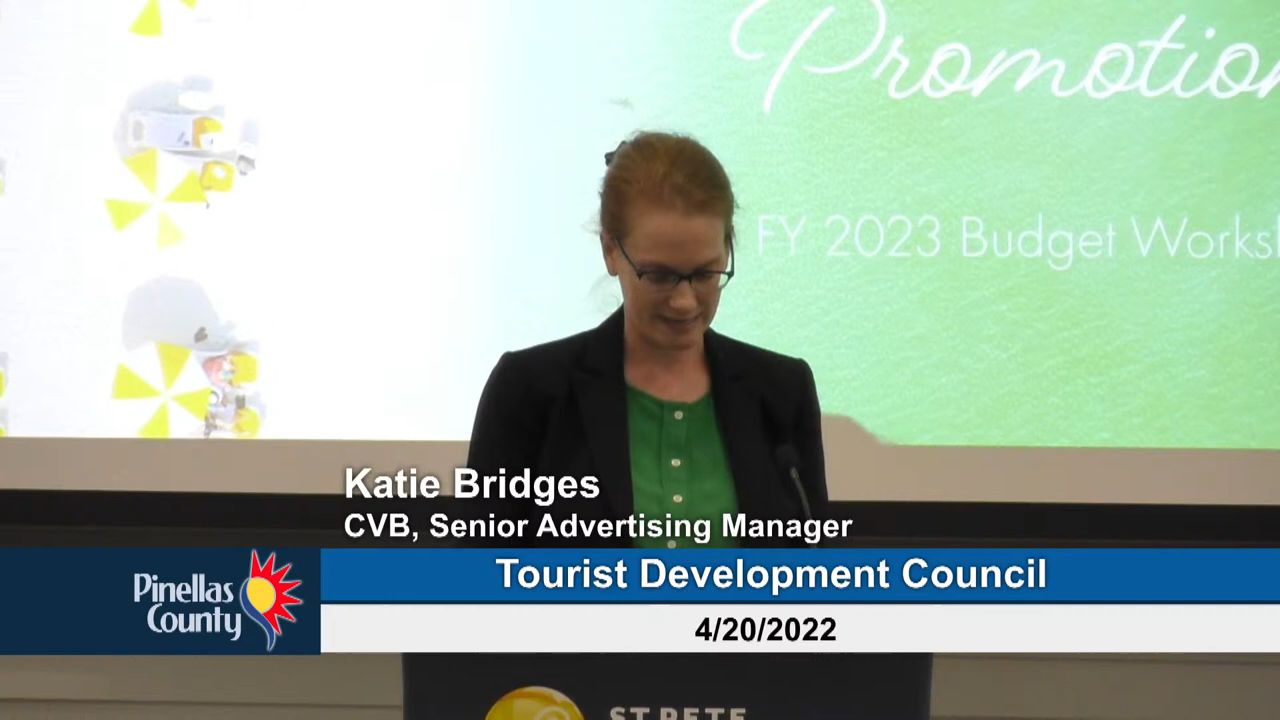 Promotion
FY 2023 Budget Works
Katie Bridges
CVB, Senior Advertising Manager
Tourist Development Council
Pinellas
County
4/20/2022
ST PETE